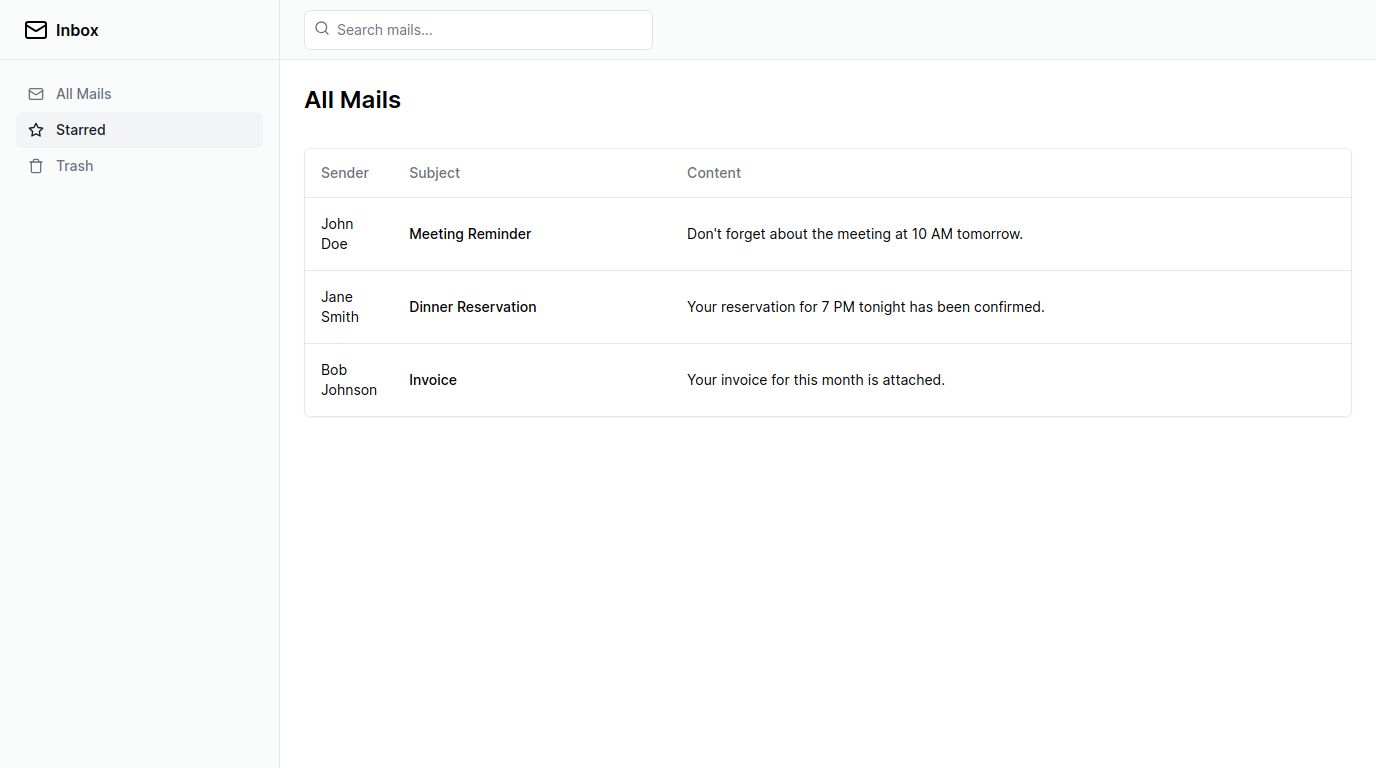 Inbox
Search mails...
All Mails
Starred
Trash
All Mails
Sender Subject Content
John
Doe
Meeting Reminder
Don't forget about the meeting at 10 AM tomorrow.
Jane
Smith
Dinner Reservation
Your reservation for 7 PM tonight has been confirmed.
Bob
Johnson
Invoice
Your invoice for this month is attached.